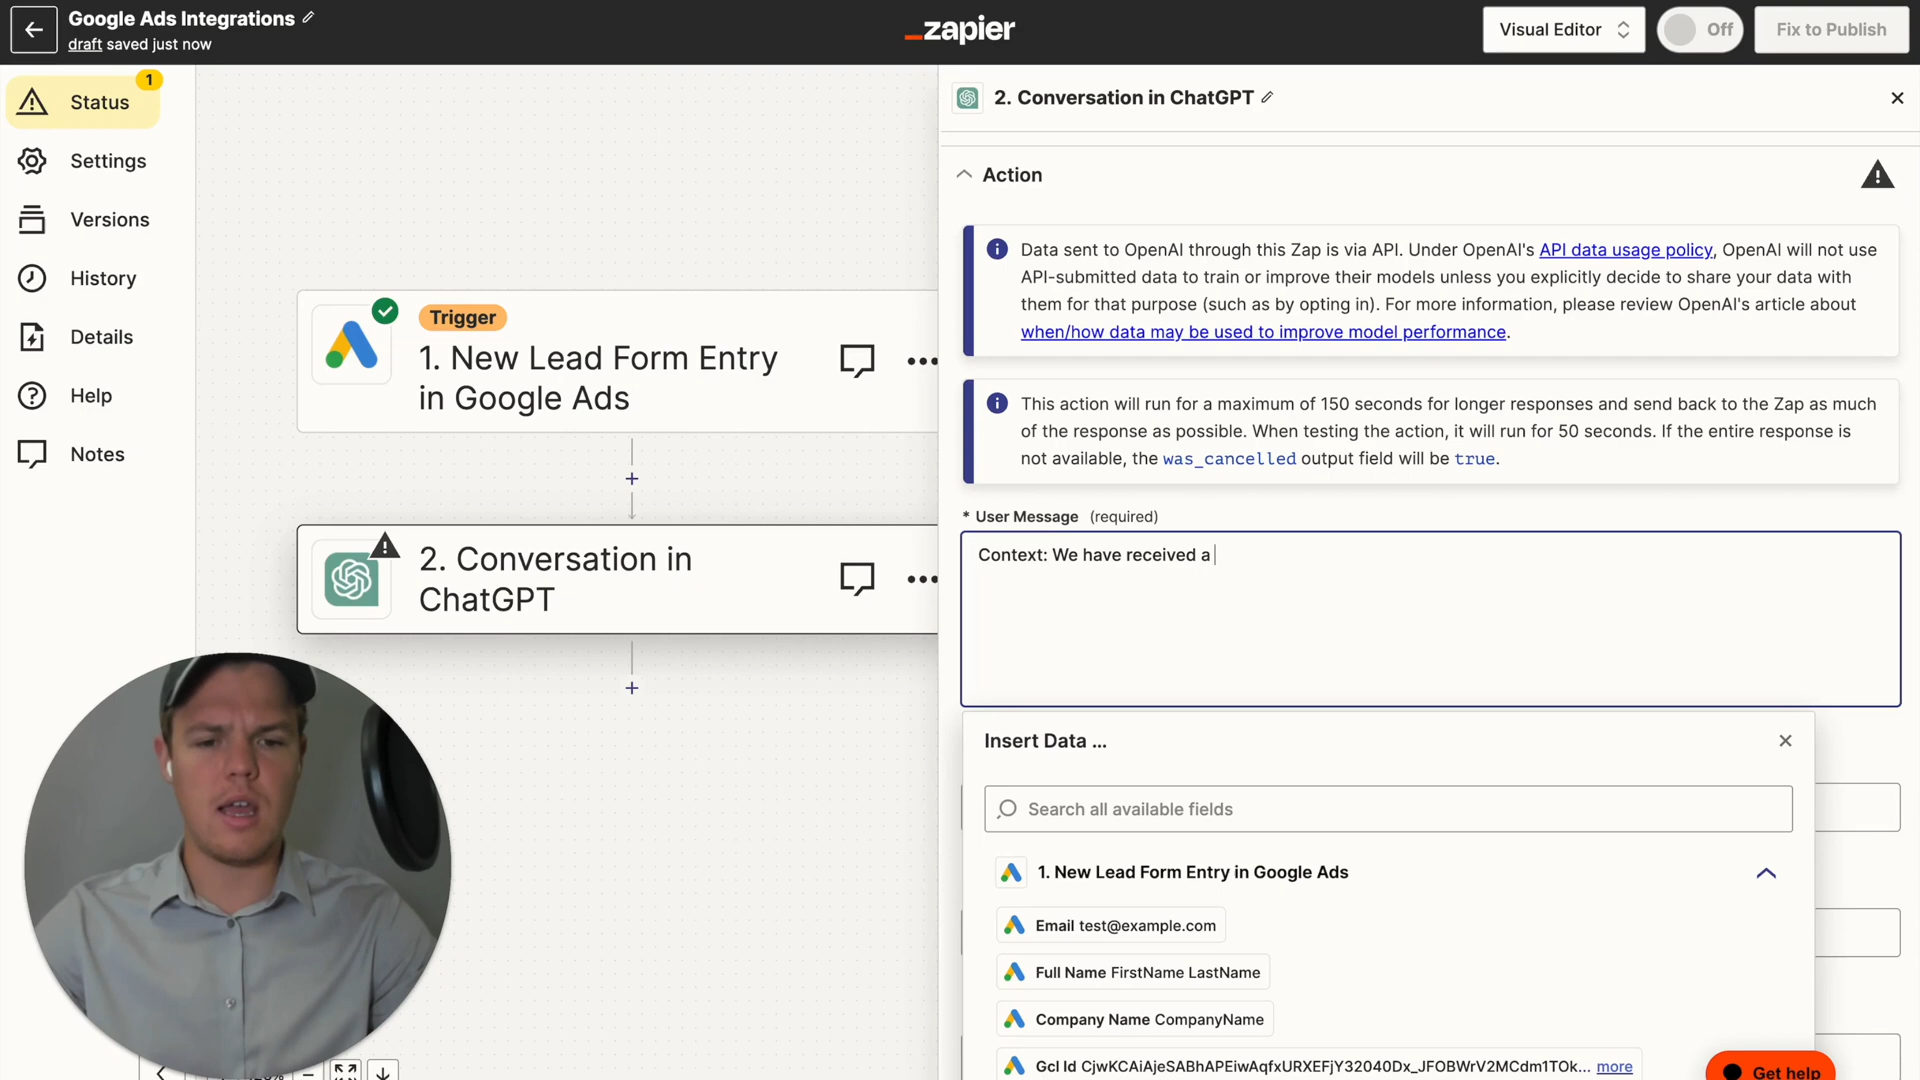 Google Ads Integrations
draft saved just now
_zapier
Visual Editor
Off
Fix to Publish
Status
1
Settings
Versions
History
Details
Help
Notes
Trigger
1. New Lead Form Entry
in Google Ads
2. Conversation in
ChatGPT
2. Conversation in ChatGPT
Action
Data sent to OpenAI through this Zap is via API. Under OpenAI's API data usage policy, OpenAI will not use
API-submitted data to train or improve their models unless you explicitly decide to share your data with
them for that purpose (such as by opting in). For more information, please review OpenAI's article about
when/how data may be used to improve model performance.
This action will run for a maximum of 150 seconds for longer responses and send back to the Zap as much
of the response as possible. When testing the action, it will run for 50 seconds. If the entire response is
not available, the was_cancelled output field will be true.
* User Message (required)
Context: We have received a
Insert Data ...
Search all available fields
1. New Lead Form Entry in Google Ads
Email test@example.com
Full Name FirstName LastName
Company Name CompanyName
Gcl Id CjwKCAiAjeSABhAPEiwAqfxURXEFjY32040Dx_JFOBWrV2MCdm1TOk... more
Get help